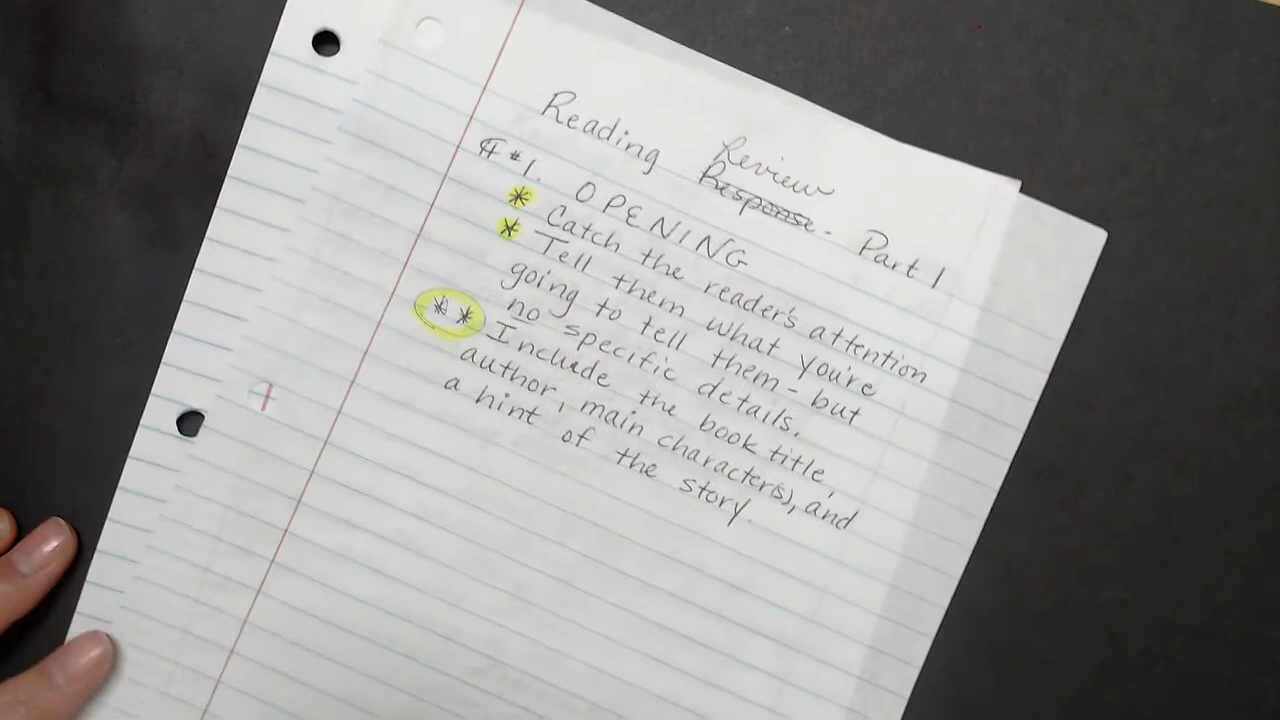 Reading Review Response - Part 1
¶ #1. OPENING
* Catch the reader's attention
* Tell them what you're
going to tell them - but
no specific details.
** Include the book title,
author, main character(s), and
a hint of the story.